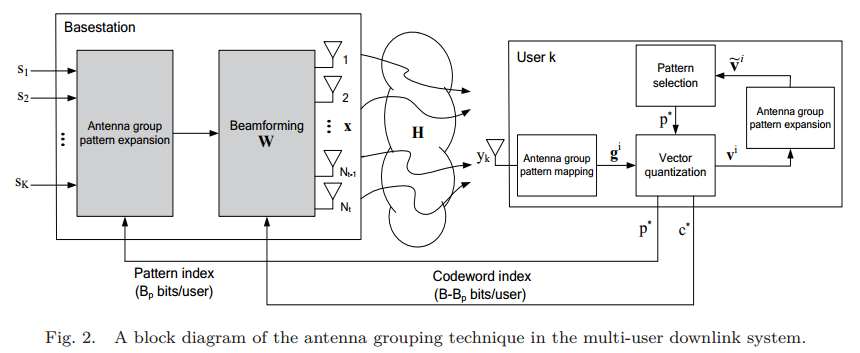 Basestation
s1
s2
sK
Antenna group
pattern expansion
Beamforming
W
1
2
x
Nt-1
Nt
H
User k
yk
Antenna group
pattern mapping
g^i
Pattern
selection
p*
Vector
quantization
v^i
ṽ^i
Antenna group
pattern expansion
p*
c*
Pattern index
(Bp bits/user)
Codeword index
(B-Bp bits/user)
Fig. 2. A block diagram of the antenna grouping technique in the multi-user downlink system.